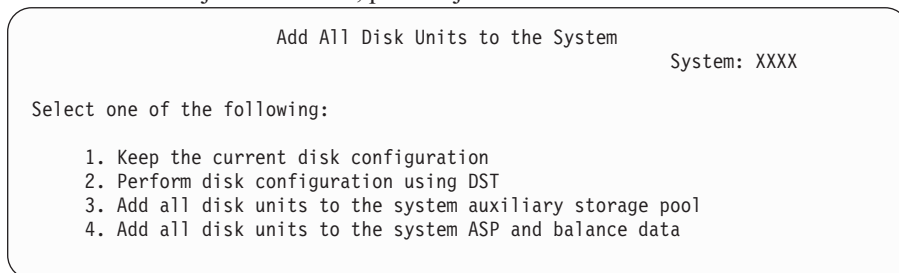 Add All Disk Units to the System
System: XXXX
Select one of the following:
1. Keep the current disk configuration
2. Perform disk configuration using DST
3. Add all disk units to the system auxiliary storage pool
4. Add all disk units to the system ASP and balance data